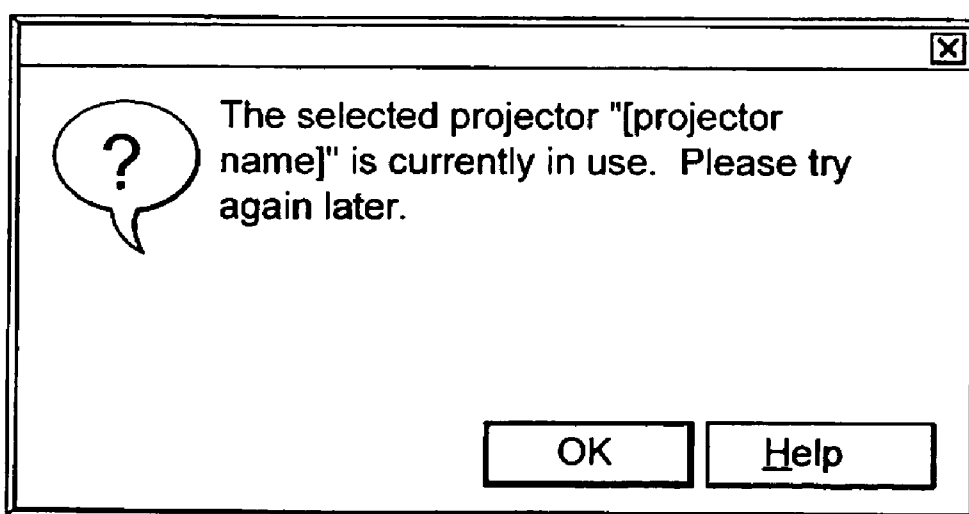 ?
The selected projector "[projector
name]" is currently in use.  Please try
again later.
OK
Help